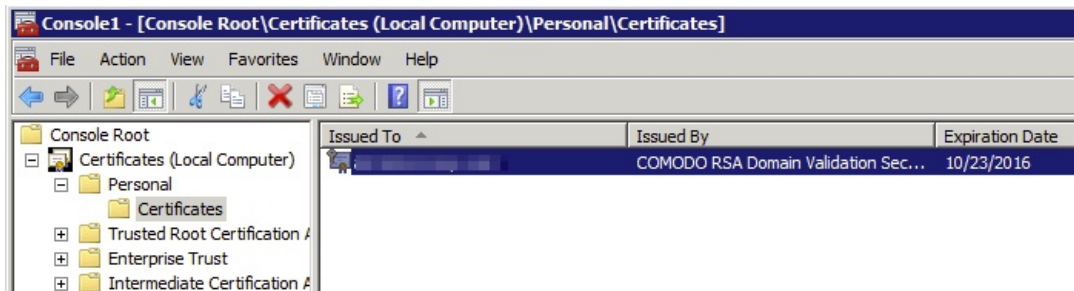 Console1 - [Console Root\Certificates (Local Computer)\Personal\Certificates]
File Action View Favorites Window Help
Console Root
Issued To Issued By Expiration Date
Certificates (Local Computer)
COMODO RSA Domain Validation Sec... 10/23/2016
Personal
Certificates
Trusted Root Certification A
Enterprise Trust
Intermediate Certification A